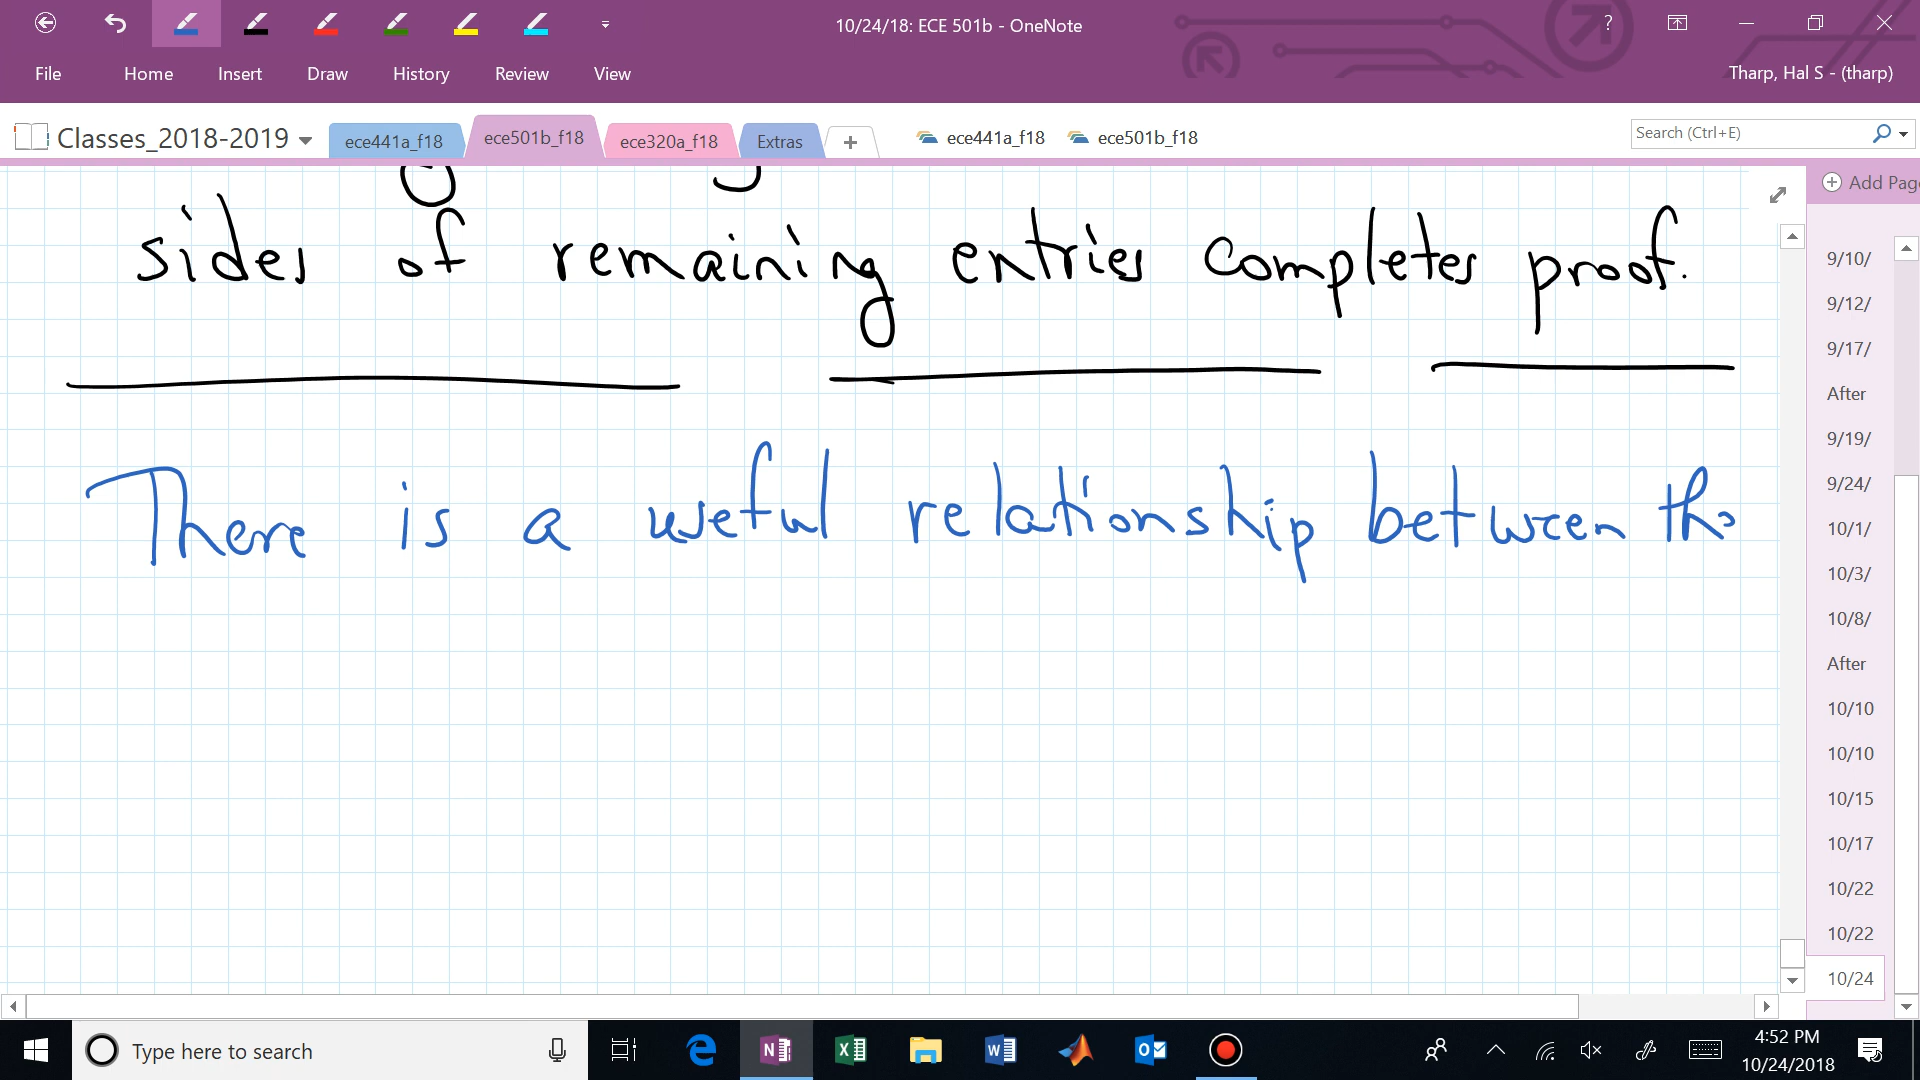 10/24/18: ECE 501b - OneNote
?
File Home Insert Draw History Review View
Tharp, Hal S - (tharp)
Classes_2018-2019
ece441a_f18 ece501b_f18 ece320a_f18 Extras
ece441a_f18 ece501b_f18
Search (Ctrl+E)
Add Pag
sides of remaining entries completes proof.
There is a useful relationship between
9/10/
9/12/
9/17/
After
9/19/
9/24/
10/1/
10/3/
10/8/
After
10/10
10/10
10/15
10/17
10/22
10/22
10/24
Type here to search
4:52 PM
10/24/2018